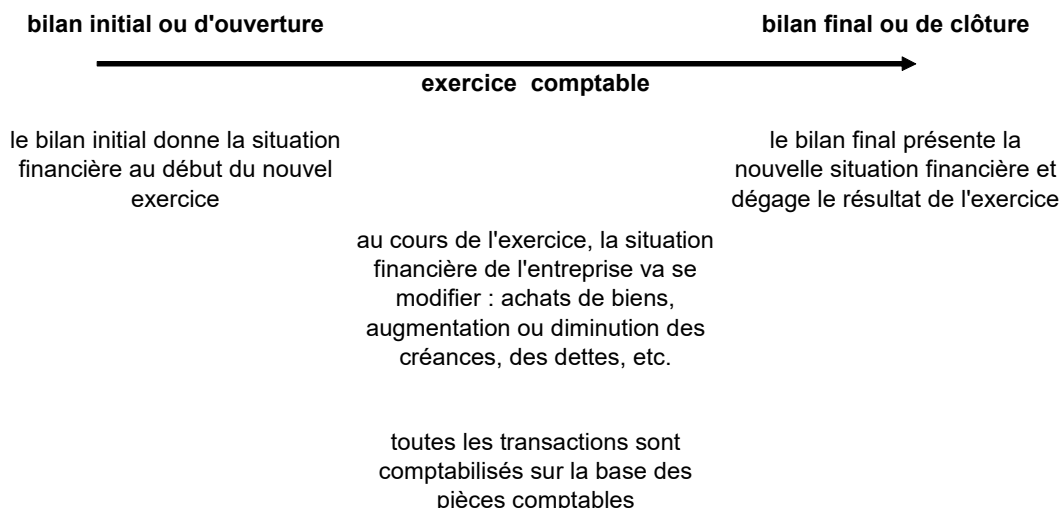 bilan initial ou d'ouverture
bilan final ou de clôture
exercice comptable
le bilan initial donne la situation
financière au début du nouvel
exercice
le bilan final présente la
nouvelle situation financière et
dégage le résultat de l'exercice
au cours de l'exercice, la situation
financière de l'entreprise va se
modifier : achats de biens,
augmentation ou diminution des
créances, des dettes, etc.
toutes les transactions sont
comptabilisés sur la base des
pièces comptables